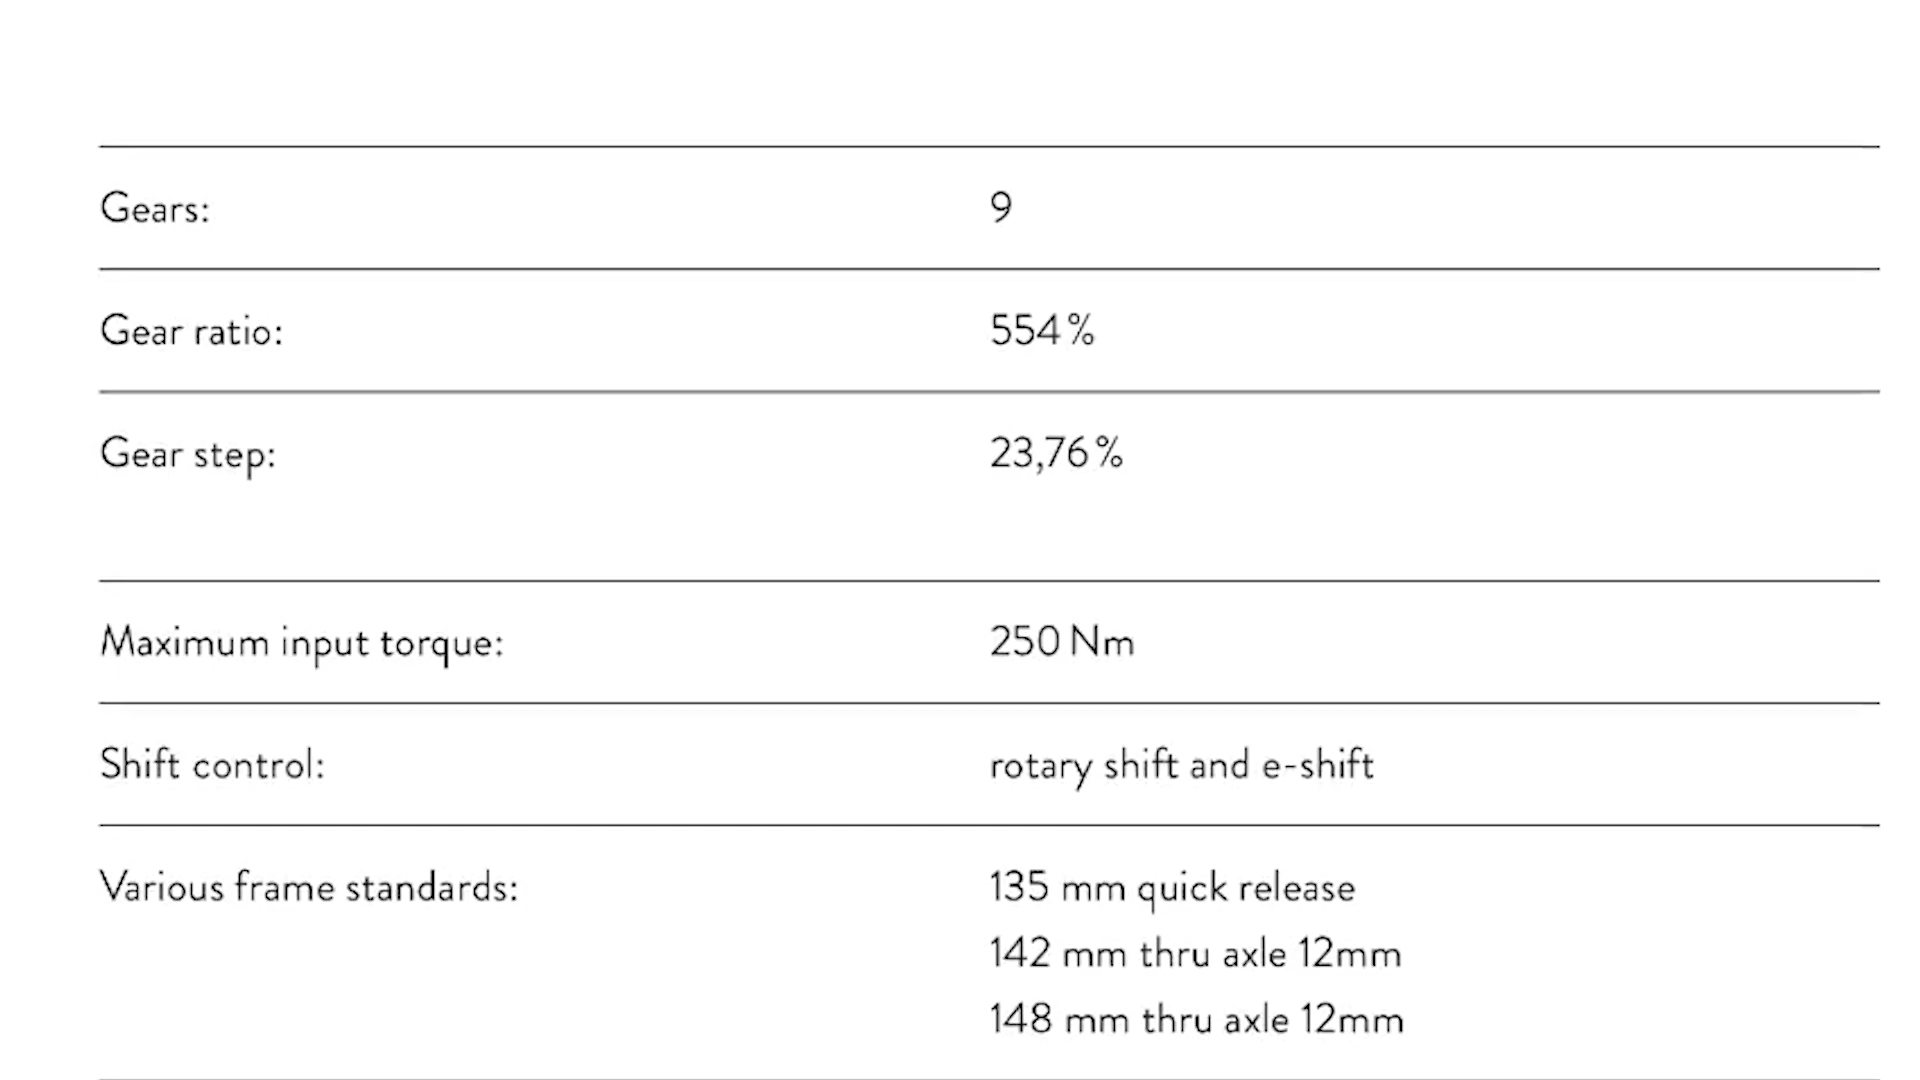 Gears: 9
Gear ratio: 554%
Gear step: 23,76%
Maximum input torque: 250 Nm
Shift control: rotary shift and e-shift
Various frame standards: 135 mm quick release
142 mm thru axle 12mm
148 mm thru axle 12mm